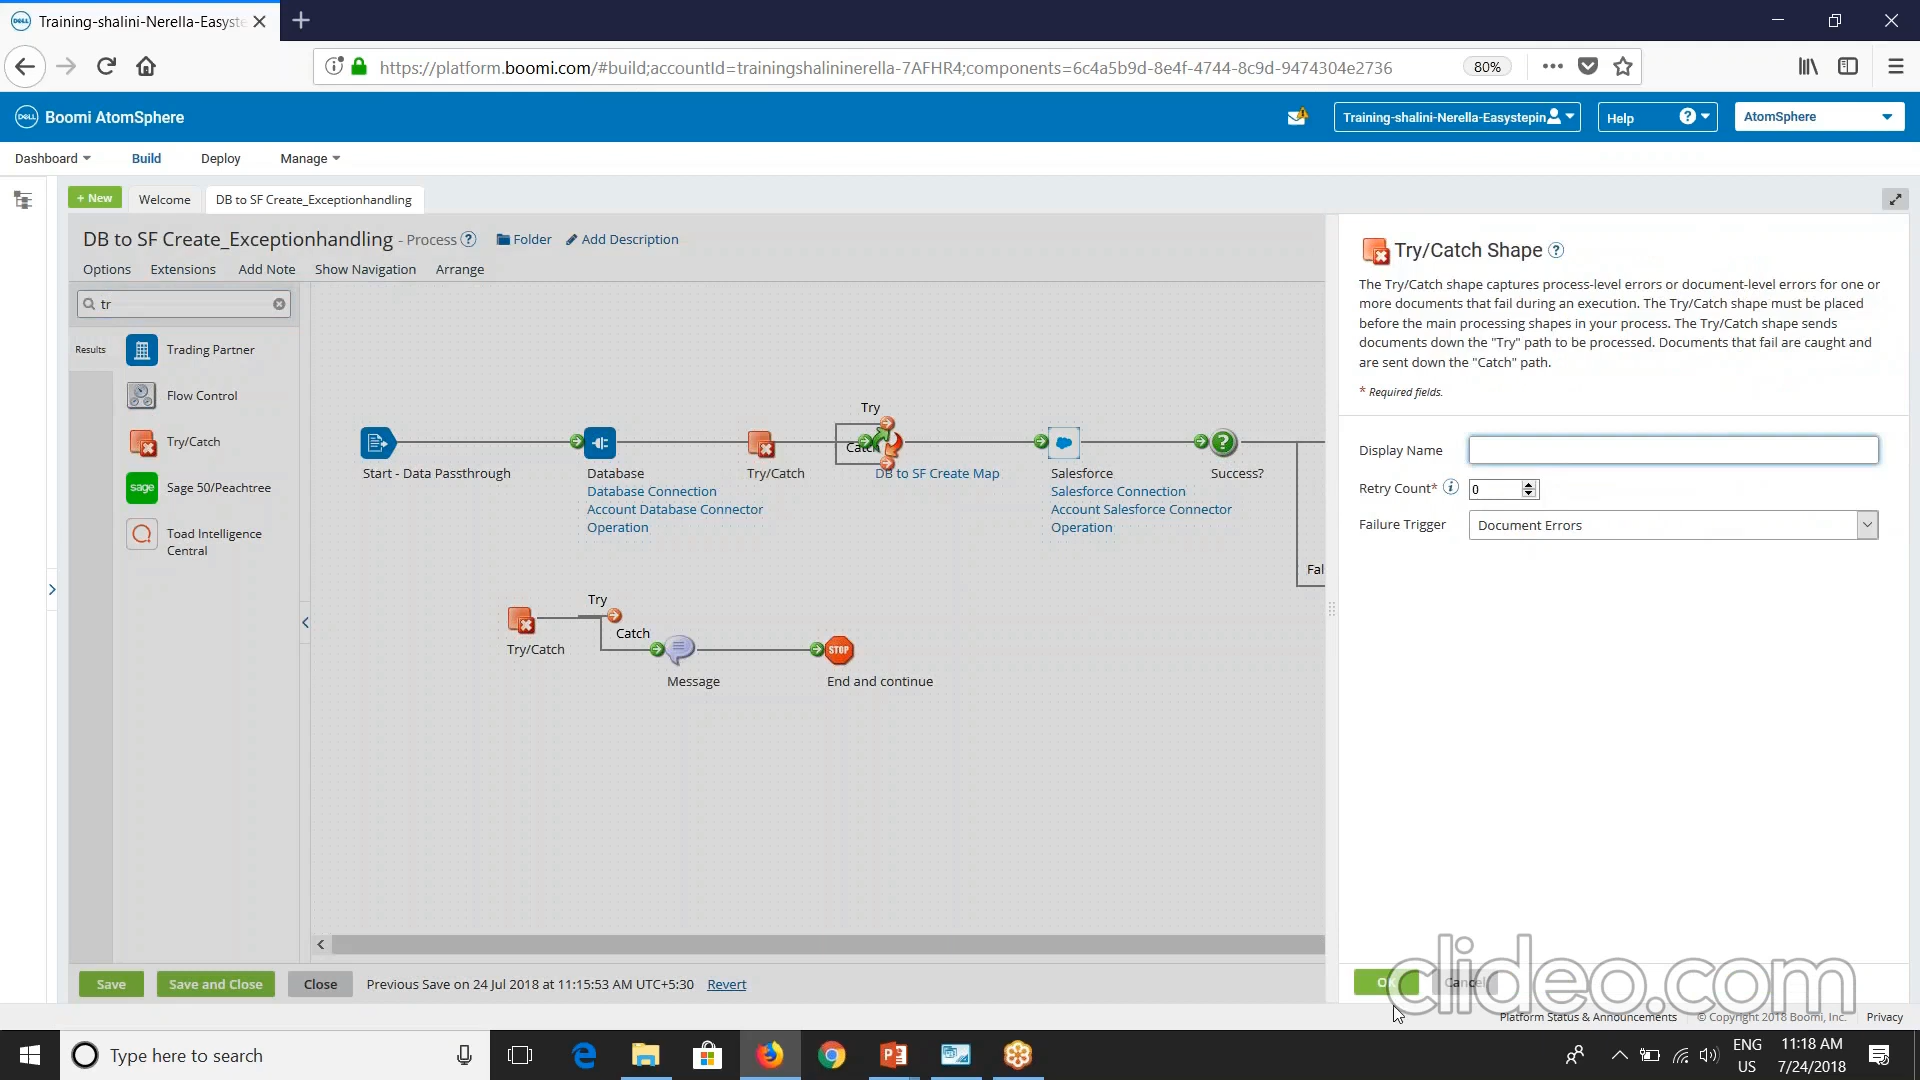 Training-shalini-Nerella-Easyste
https://platform.boomi.com/#build;accountId=trainingshalininerella-7AFHR4;components=6c4a5b9d-8e4f-4744-8c9d-9474304e2736
80%
DELL
Boomi AtomSphere
Training-shalini-Nerella-Easystepin
Help
AtomSphere
Dashboard
Build
Deploy
Manage
+ New
Welcome
DB to SF Create_Exceptionhandling
DB to SF Create_Exceptionhandling - Process
Folder
Add Description
Options
Extensions
Add Note
Show Navigation
Arrange
tr
Results
Trading Partner
Flow Control
Try/Catch
sage
Sage 50/Peachtree
Toad Intelligence
Central
Start - Data Passthrough
Database
Database Connection
Account Database Connector
Operation
Try/Catch
Try
Catch
DB to SF Create Map
Salesforce
Salesforce Connection
Account Salesforce Connector
Operation
Success?
Fal
Try/Catch
Try
Catch
Message
STOP
End and continue
Try/Catch Shape
The Try/Catch shape captures process-level errors or document-level errors for one or
more documents that fail during an execution. The Try/Catch shape must be placed
before the main processing shapes in your process. The Try/Catch shape sends
documents down the "Try" path to be processed. Documents that fail are caught and
are sent down the "Catch" path.
* Required fields.
Display Name
Retry Count*
0
Failure Trigger
Document Errors
OK
Cancel
clideo.com
Save
Save and Close
Close
Previous Save on 24 Jul 2018 at 11:15:53 AM UTC+5:30
Revert
Platform Status & Announcements
© Copyright 2018 Boomi, Inc.
Privacy
Type here to search
ENG
US
11:18 AM
7/24/2018